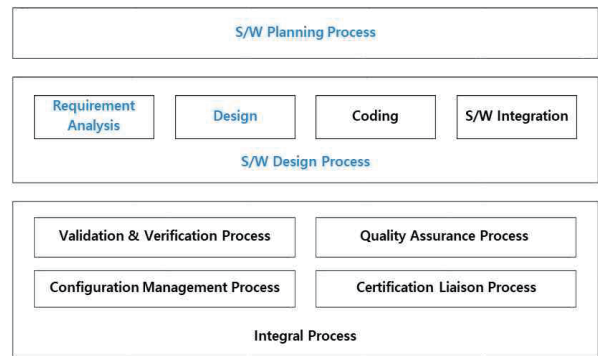 S/W Planning Process
Requirement
Analysis
Design
Coding
S/W Integration
S/W Design Process
Validation & Verification Process
Quality Assurance Process
Configuration Management Process
Certification Liaison Process
Integral Process